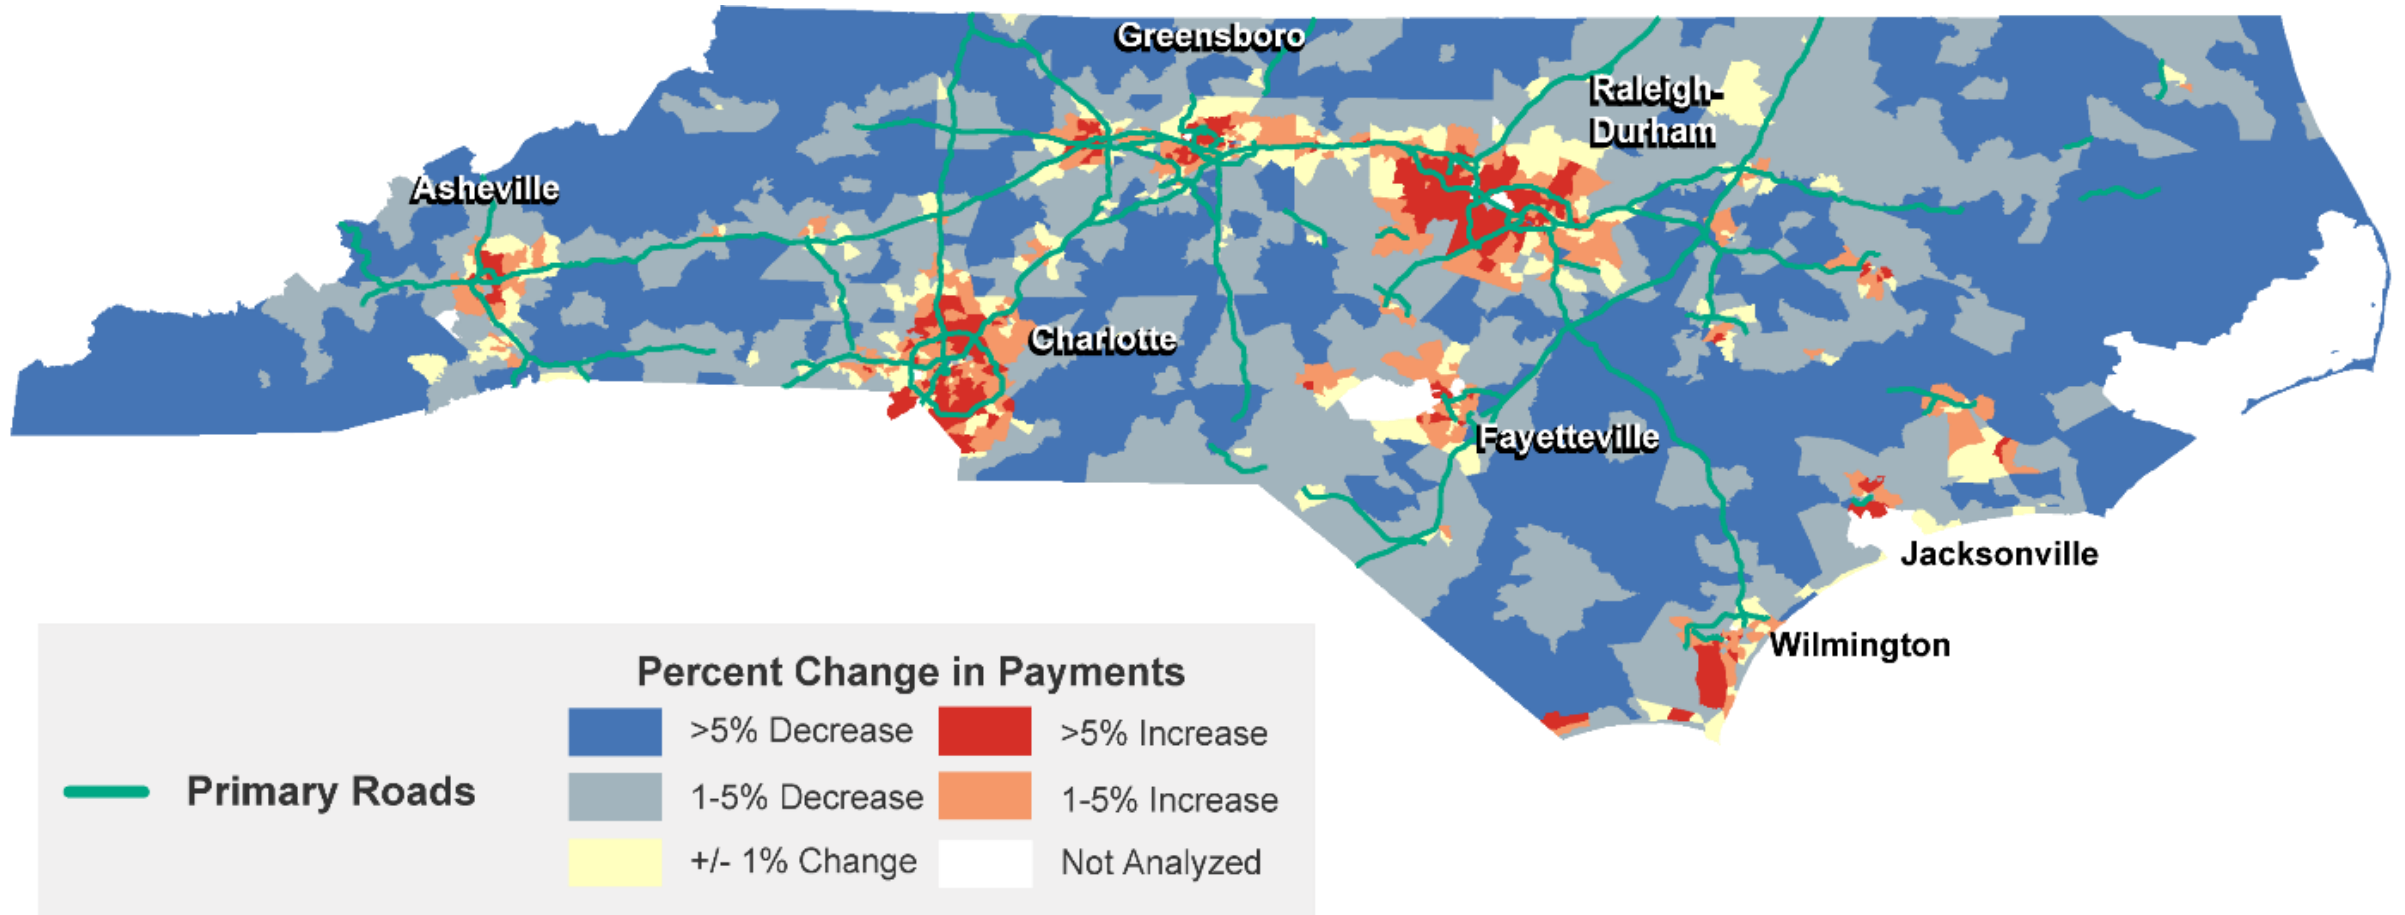 Greensboro
Raleigh-
Durham
Asheville
Charlotte
Fayetteville
Jacksonville
Wilmington
Percent Change in Payments
>5% Decrease
>5% Increase
Primary Roads
1-5% Decrease
1-5% Increase
+/- 1% Change
Not Analyzed